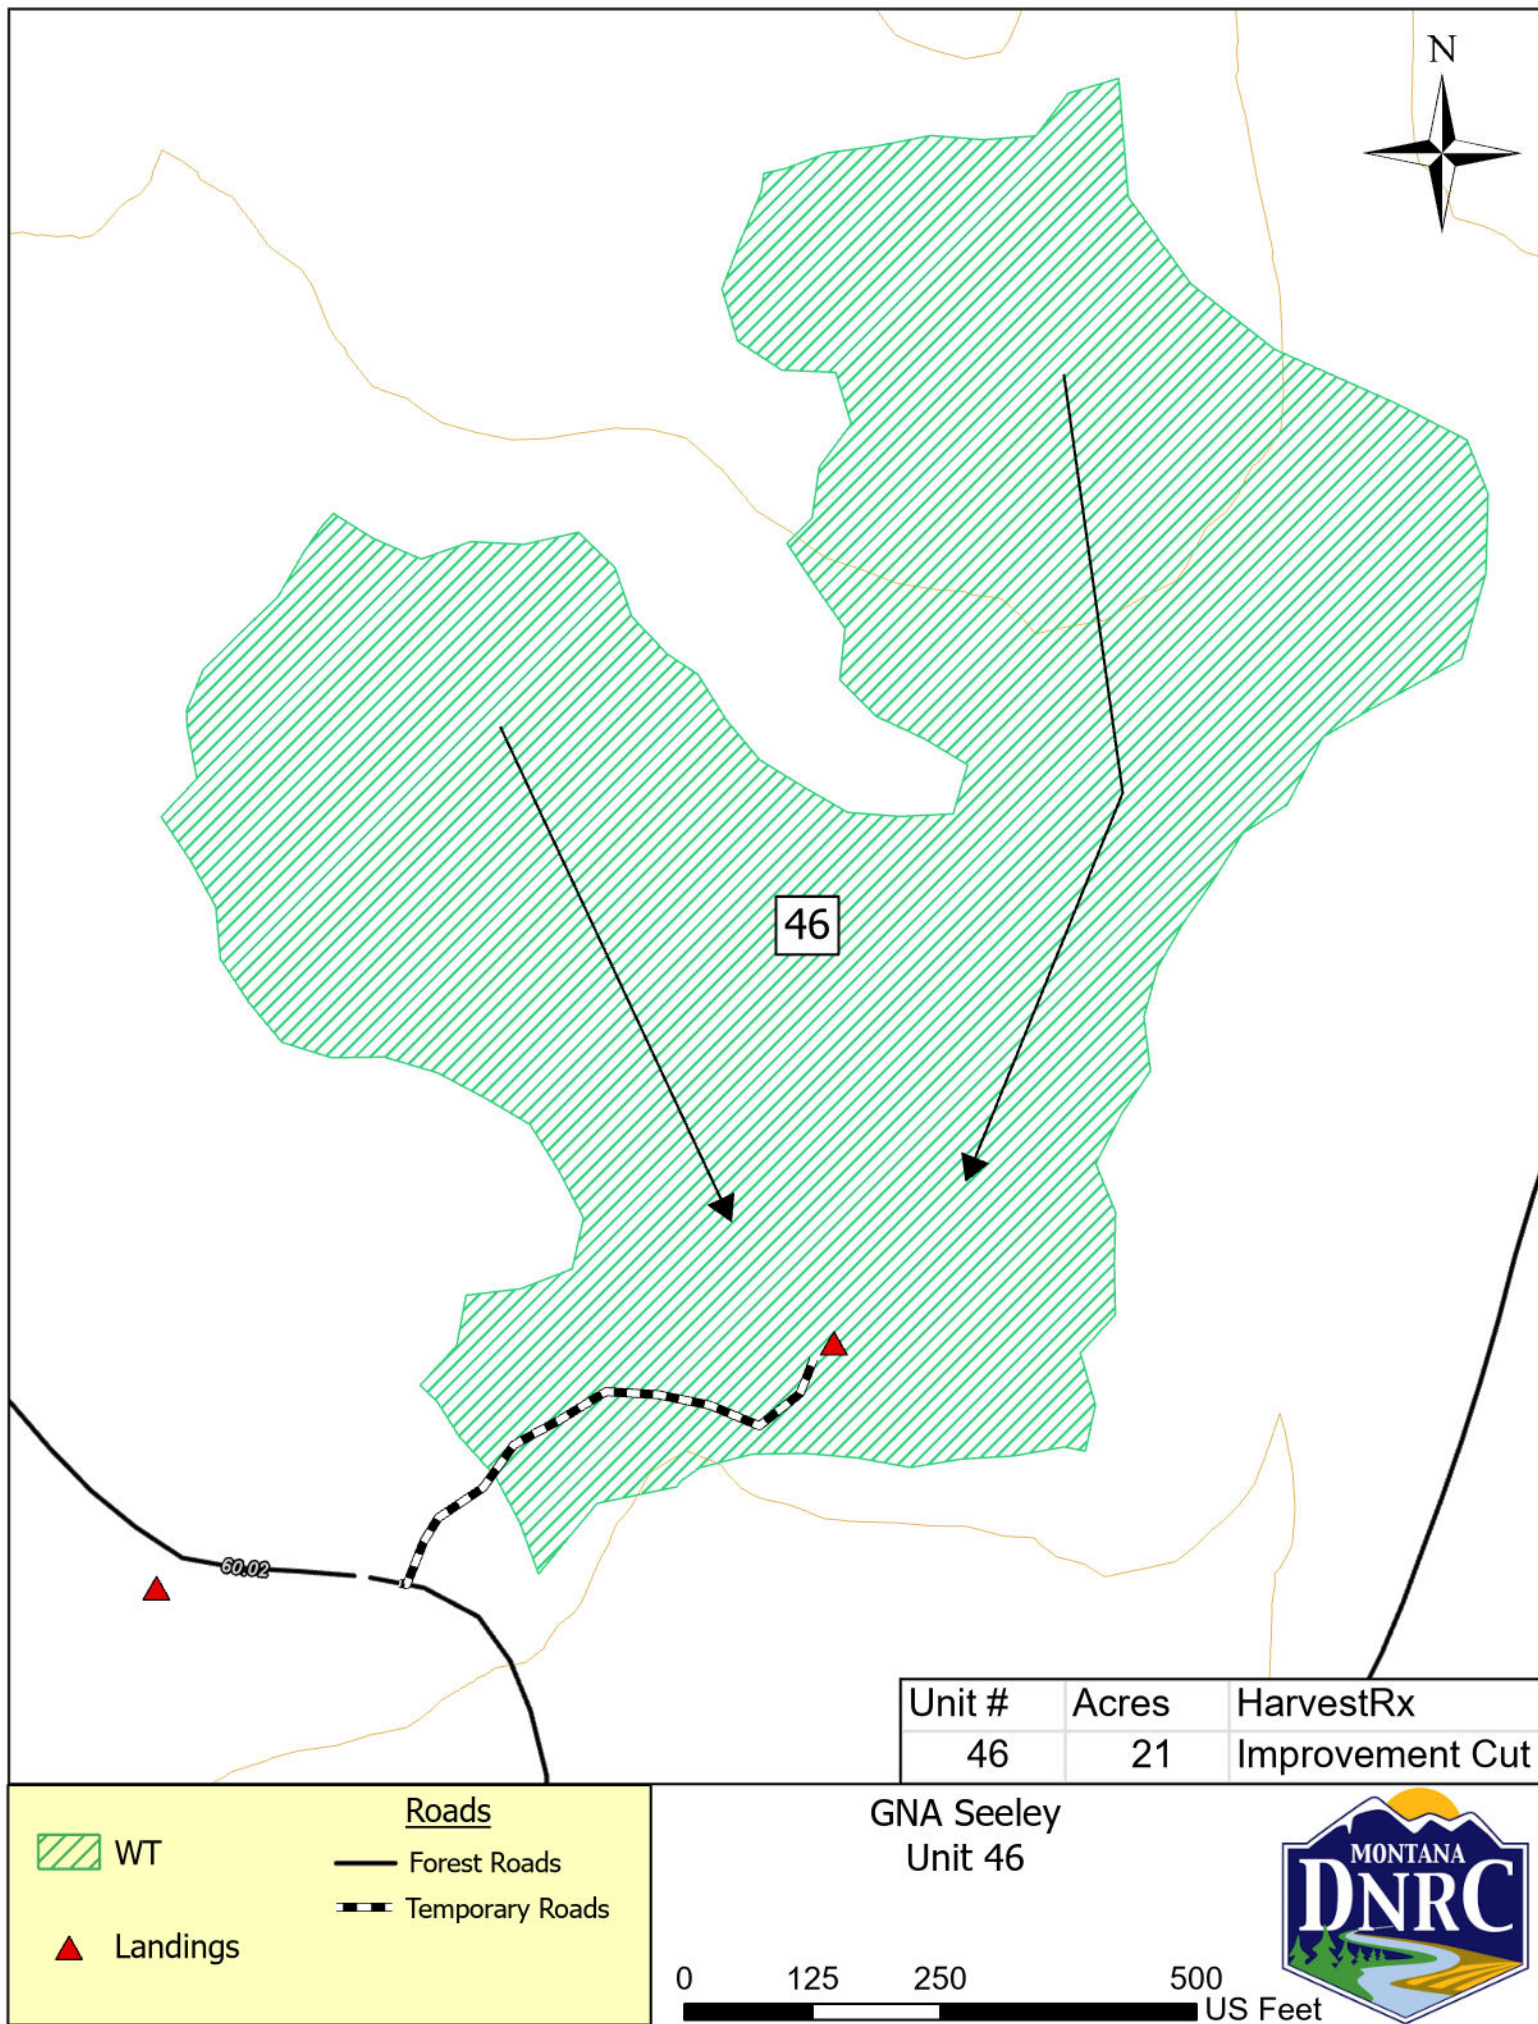 N
46
60.02
Unit # Acres HarvestRx
46 21 Improvement Cut
Roads
WT
Forest Roads
Temporary Roads
Landings
GNA Seeley
Unit 46
0 125 250 500
US Feet
MONTANA
DNRC